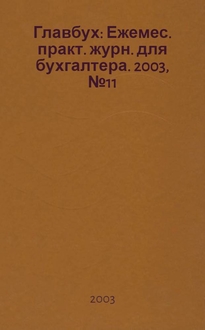 Главбух: Ежемес.
практ. журн. для
бухгалтера. 2003,
№11
2003